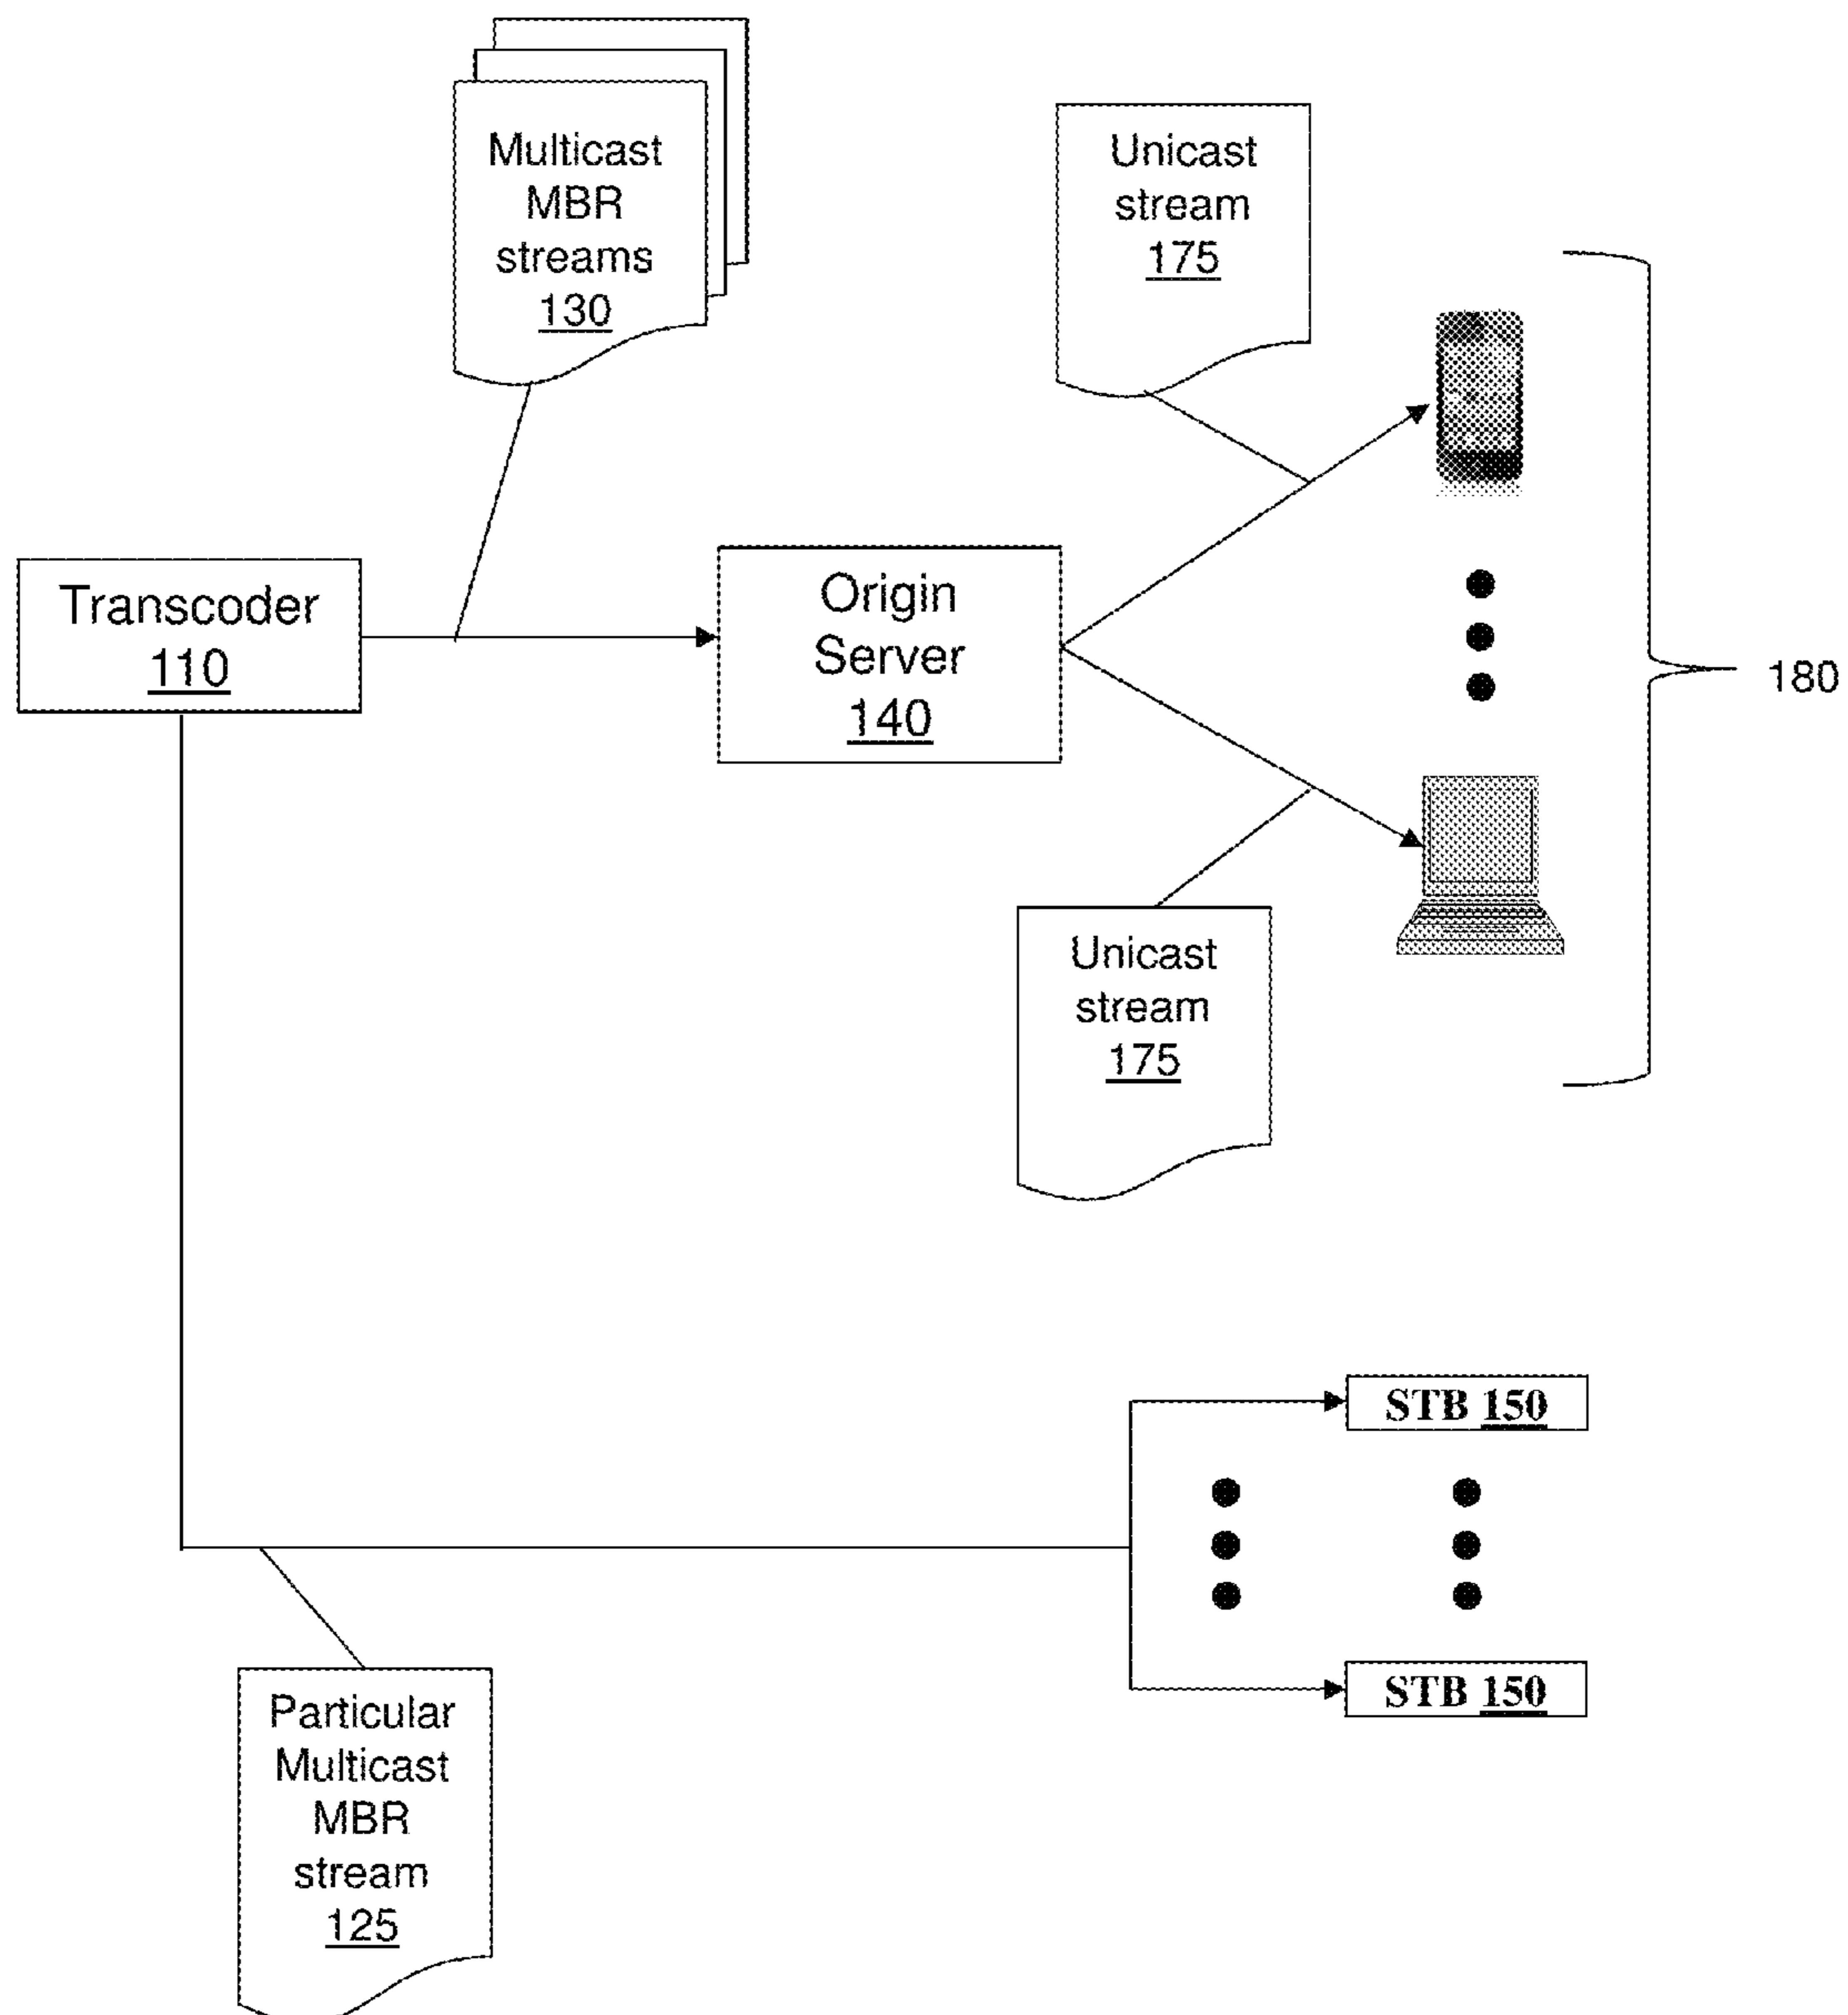 Multicast
MBR
streams
130
Unicast
stream
175
Transcoder
110
Origin
Server
140
180
Unicast
stream
175
STB 150
STB 150
Particular
Multicast
MBR
stream
125